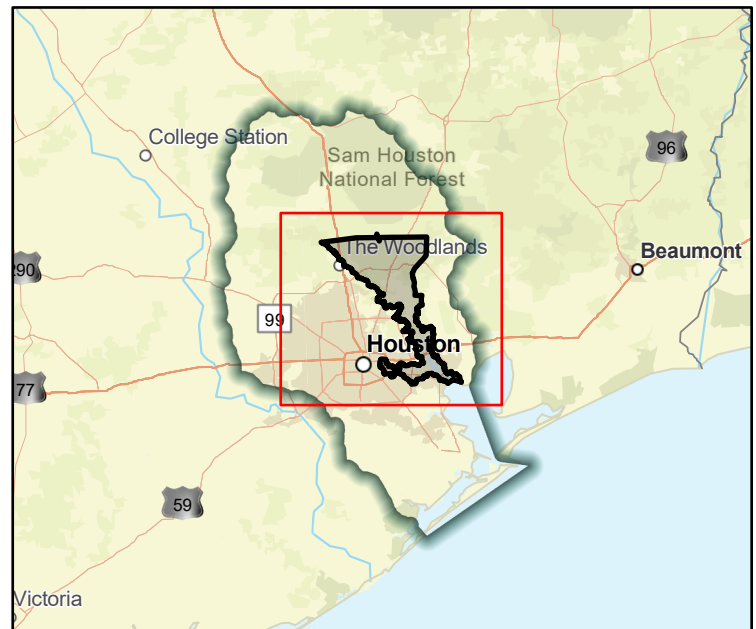 College Station
Sam Houston
National Forest
96
The Woodlands
Beaumont
290
99
Houston
77
59
Victoria